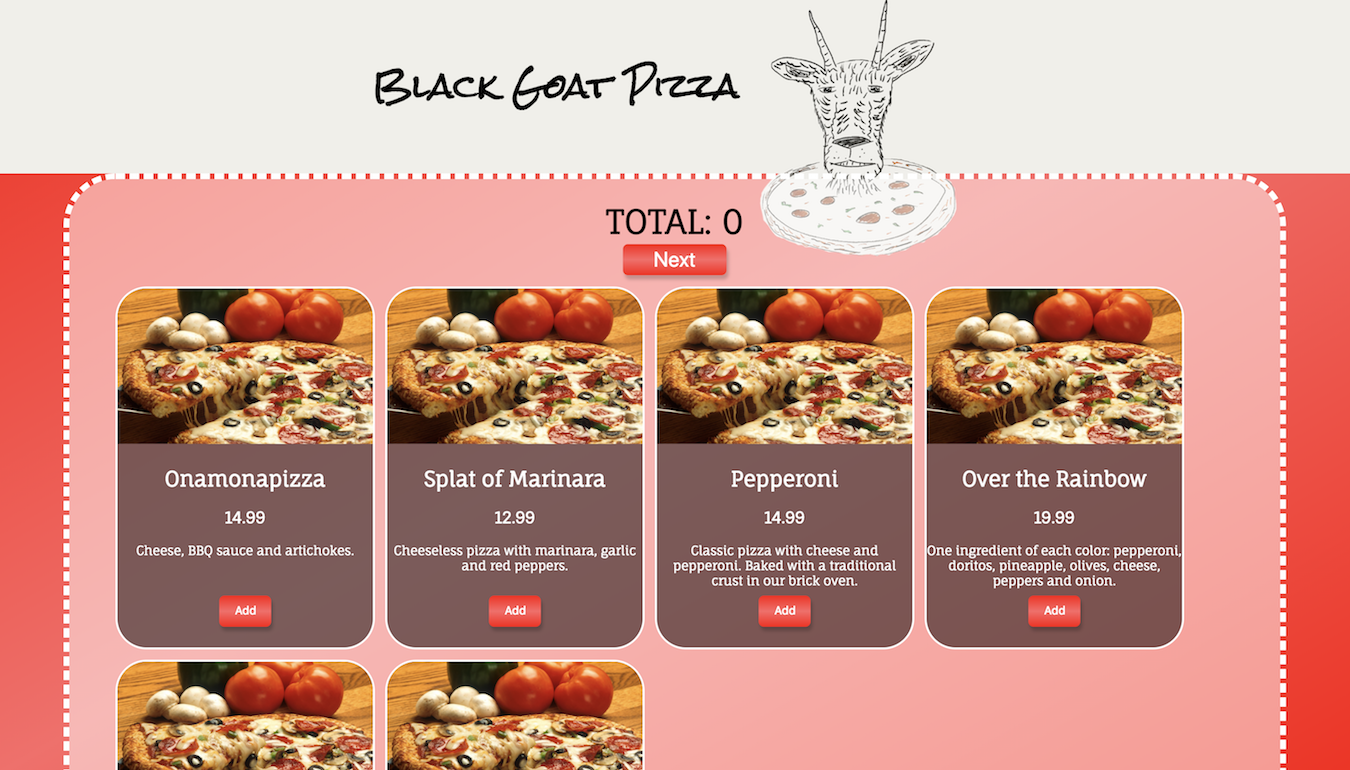 Black Goat Pizza
TOTAL: 0
Next
Onamonapizza
14.99
Cheese, BBQ sauce and artichokes.
Add
Splat of Marinara
12.99
Cheeseless pizza with marinara, garlic
and red peppers.
Add
Pepperoni
14.99
Classic pizza with cheese and
pepperoni. Baked with a traditional
crust in our brick oven.
Add
Over the Rainbow
19.99
One ingredient of each color: pepperoni,
doritos, pineapple, olives, cheese,
peppers and onion.
Add